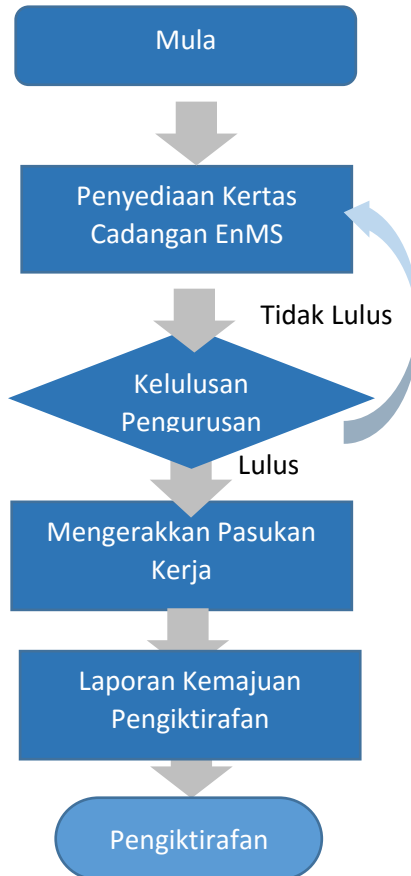 Mula
Penyediaan Kertas
Cadangan EnMS
Tidak Lulus
Kelulusan
Pengurusan
Lulus
Mengerakkan Pasukan
Kerja
Laporan Kemajuan
Pengiktirafan
Pengiktirafan